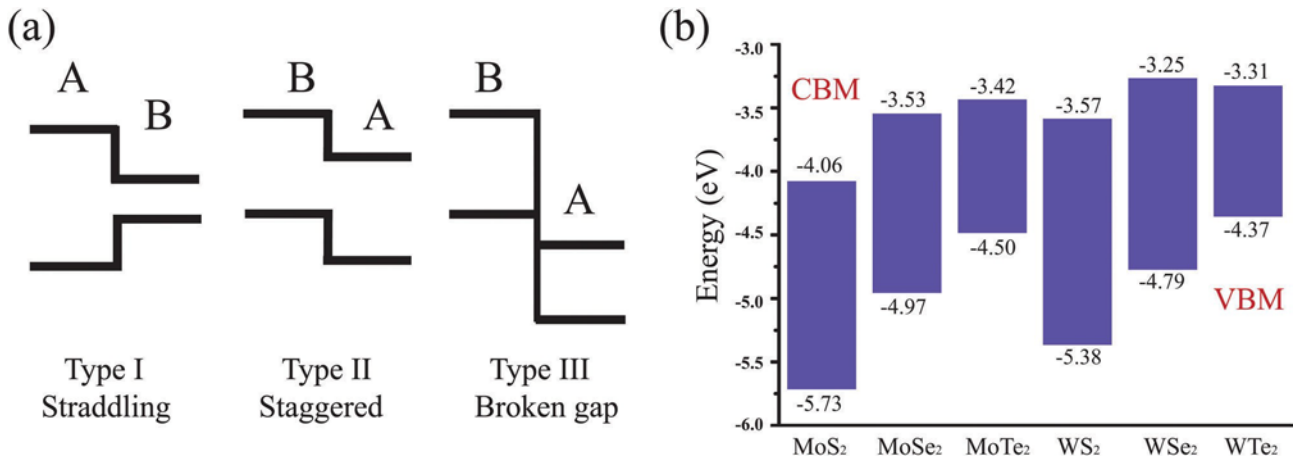 (a)
A
B
B
A
B
A
Type I
Straddling
Type II
Staggered
Type III
Broken gap
(b)
Energy (eV)
-3.0
-3.5
-4.0
-4.5
-5.0
-5.5
-6.0
CBM
VBM
-4.06
-3.53
-3.42
-3.57
-3.25
-3.31
-5.73
-4.97
-4.50
-5.38
-4.79
-4.37
MoS₂
MoSe₂
MoTe₂
WS₂
WSe₂
WTe₂